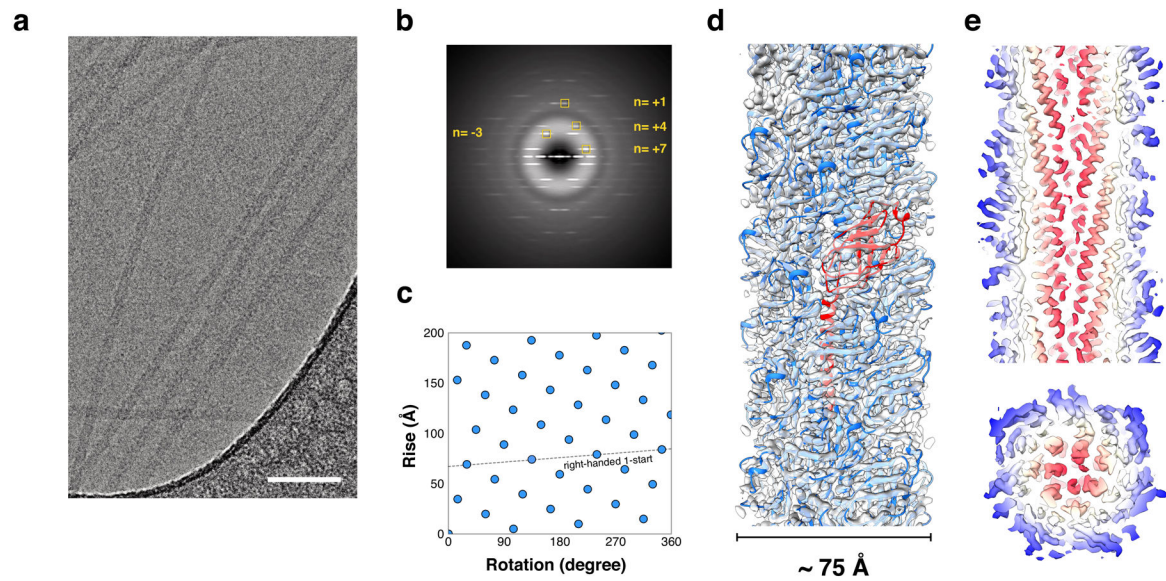 a
b
n= +1
n= +4
n= -3
n= +7
c
200
150
100
50
0
Rise (Å)
right-handed 1-start
0
90
180
270
360
Rotation (degree)
d
~ 75 Å
e